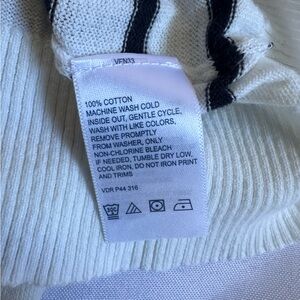 VFN33
100% COTTON
MACHINE WASH COLD
INSIDE OUT, GENTLE CYCLE,
WASH WITH LIKE COLORS,
REMOVE PROMPTLY
FROM WASHER, ONLY
NON-CHLORINE BLEACH
IF NEEDED, TUMBLE DRY LOW,
COOL IRON, DO NOT IRON PRINT
AND TRIMS
VDR P44 316